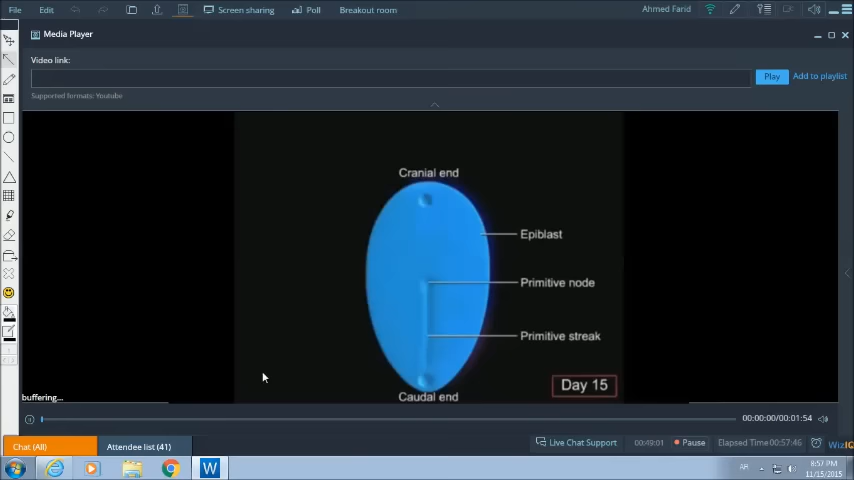 File Edit Screen sharing Poll Breakout room Ahmed Farid
Media Player
Video link:
Play Add to playlist
Supported formats: Youtube
Cranial end
Epiblast
Primitive node
Primitive streak
Day 15
Caudal end
buffering...
00:00:00/00:01:54
Chat (All) Attendee list (41) Live Chat Support 00:49:01 Pause Elapsed Time 00:57:46 WizIQ
AR 8:57 PM
11/15/2015